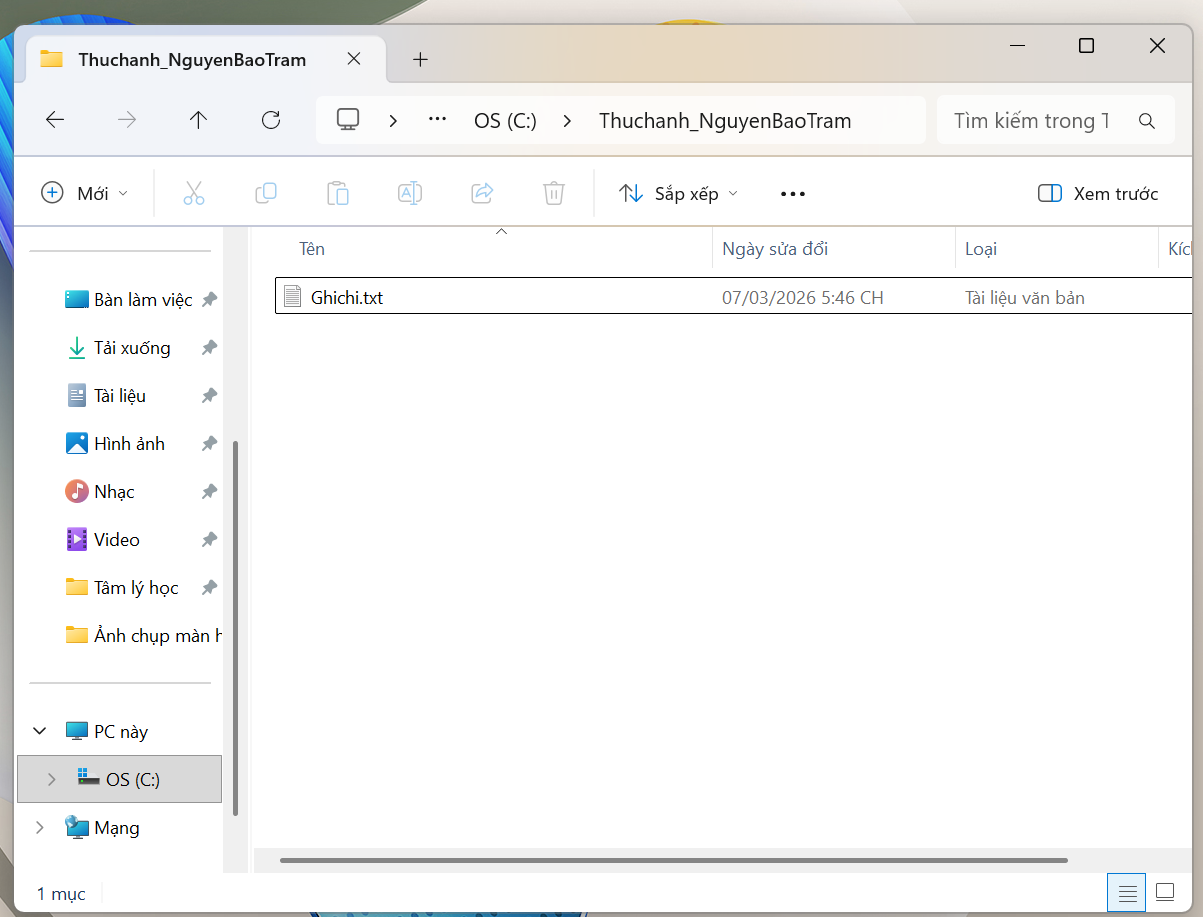 Thuchanh_NguyenBaoTram
OS (C:) Thuchanh_NguyenBaoTram Tìm kiếm trong T
Mới Sắp xếp Xem trước
Tên Ngày sửa đổi Loại Kíc
Ghichi.txt 07/03/2026 5:46 CH Tài liệu văn bản
Bàn làm việc
Tải xuống
Tài liệu
Hình ảnh
Nhạc
Video
Tâm lý học
Ảnh chụp màn h
PC này
OS (C:)
Mạng
1 mục